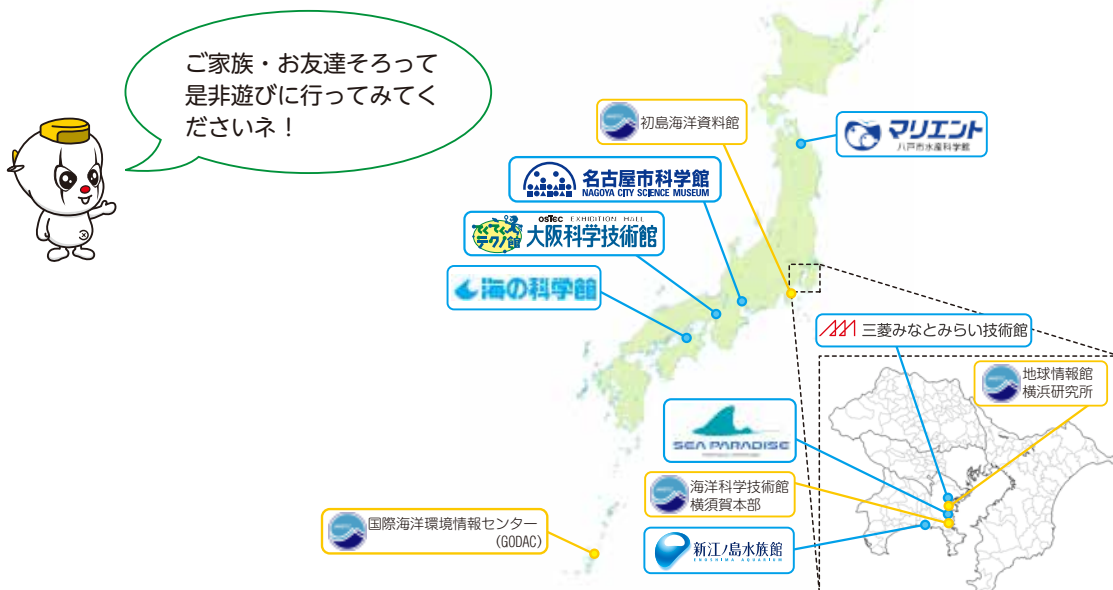 ご家族・お友達そろって
是非遊びに行ってみてく
ださいネ！
初島海洋資料館
マリエント
八戸市水産科学館
名古屋市科学館
NAGOYA CITY SCIENCE MUSEUM
OSTEC EXHIBITION HALL
てくてく
テクノ館
大阪科学技術館
海の科学館
三菱みなとみらい技術館
地球情報館
横浜研究所
SEA PARADISE
海洋科学技術館
横須賀本部
国際海洋環境情報センター
(GODAC)
新江ノ島水族館
ENOSHIMA AQUARIUM